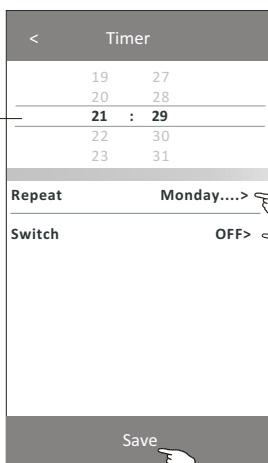 < Timer
19 27
20 28
21 : 29
22 30
23 31
Repeat Monday....>
Switch OFF>
Save